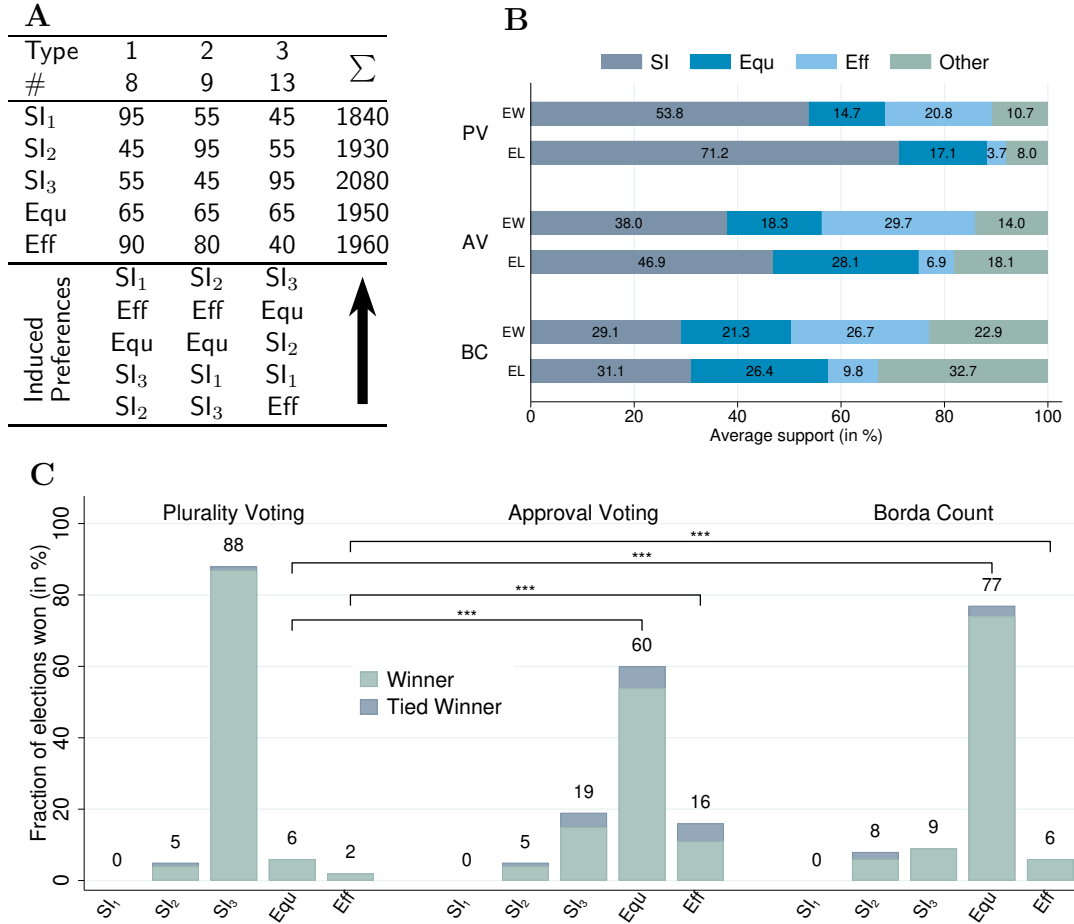 A
Type 1 2 3 ∑
# 8 9 13
SI₁ 95 55 45 1840
SI₂ 45 95 55 1930
SI₃ 55 45 95 2080
Equ 65 65 65 1950
Eff 90 80 40 1960
Induced Preferences
SI₁ SI₂ SI₃
Eff Eff Equ
Equ Equ SI₂
SI₃ SI₁ SI₁
SI₂ SI₃ Eff
B
SI Equ Eff Other
PV
EW 53.8 14.7 20.8 10.7
EL 71.2 17.1 3.7 8.0
AV
EW 38.0 18.3 29.7 14.0
EL 46.9 28.1 6.9 18.1
BC
EW 29.1 21.3 26.7 22.9
EL 31.1 26.4 9.8 32.7
0 20 40 60 80 100
Average support (in %)
C
Plurality Voting Approval Voting Borda Count
Fraction of elections won (in %)
100
80
60
40
20
0
***
***
***
***
Winner
Tied Winner
0 5 88 6 2
0 5 19 60 16
0 8 9 77 6
SI₁ SI₂ SI₃ Equ Eff SI₁ SI₂ SI₃ Equ Eff SI₁ SI₂ SI₃ Equ Eff